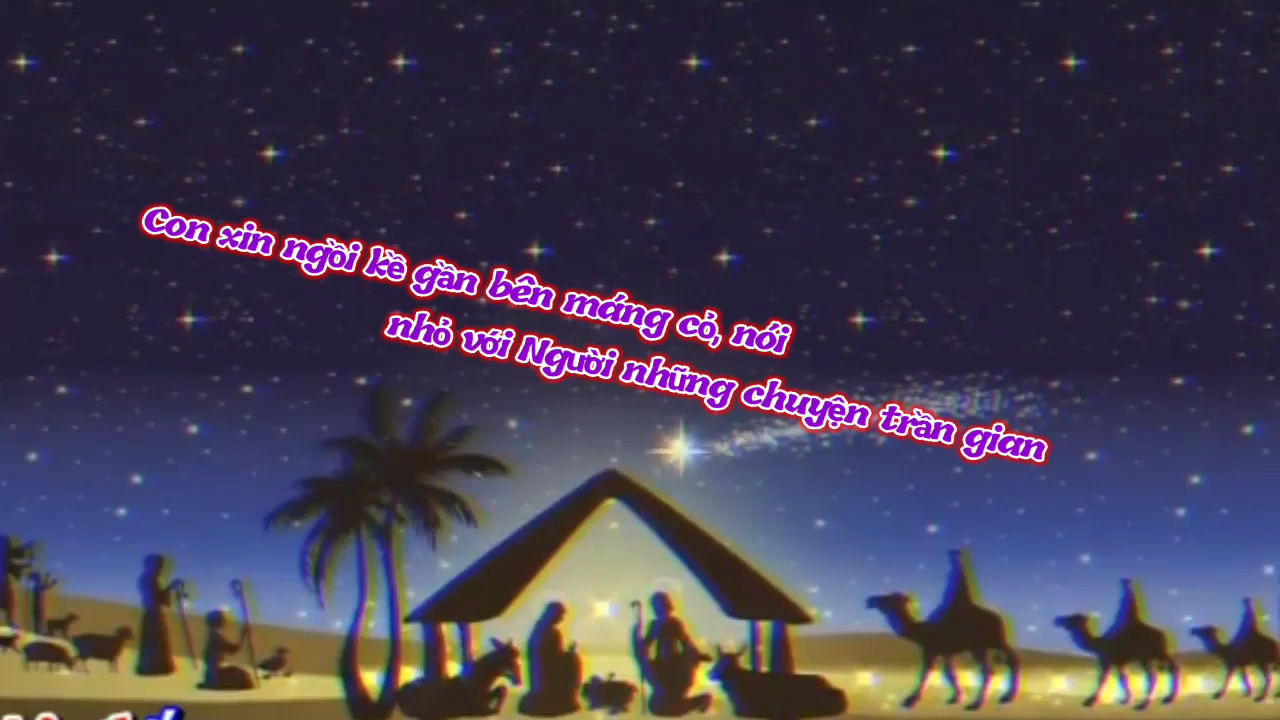 Con xin ngồi kề gần bên máng cỏ, nói
nhỏ với Người những chuyện trần gian